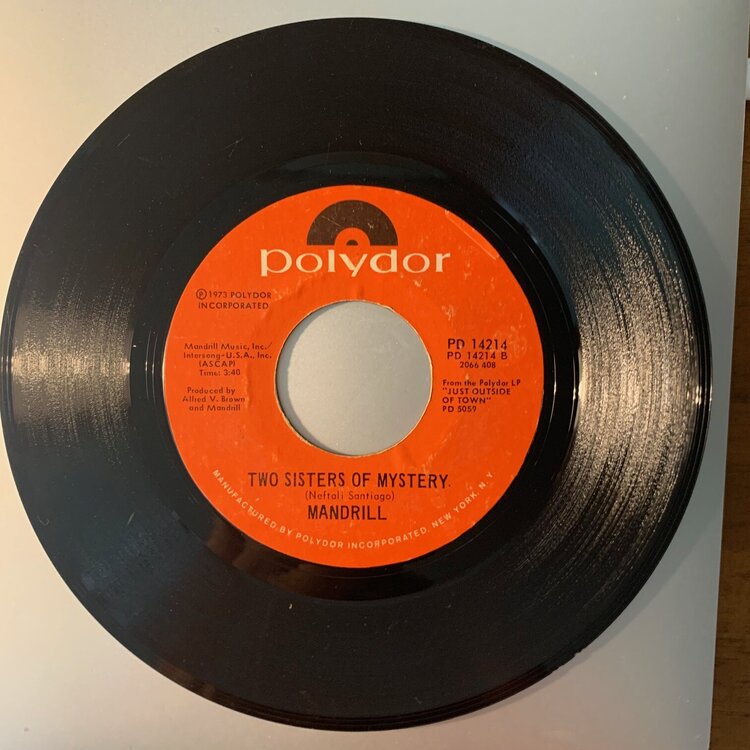 polydor
℗ 1973 POLYDOR
INCORPORATED
Mandrill Music, Inc./
Intersong-U.S.A., Inc.
(ASCAP)
Time: 3:40
Produced by
Alfred V. Brown
and Mandrill
PD 14214
PD 14214 B
2066 408
From the Polydor LP
"JUST OUTSIDE
OF TOWN"
PD 5059
TWO SISTERS OF MYSTERY
(Neftali Santiago)
MANDRILL
MANUFACTURED BY POLYDOR INCORPORATED, NEW YORK, N.Y.